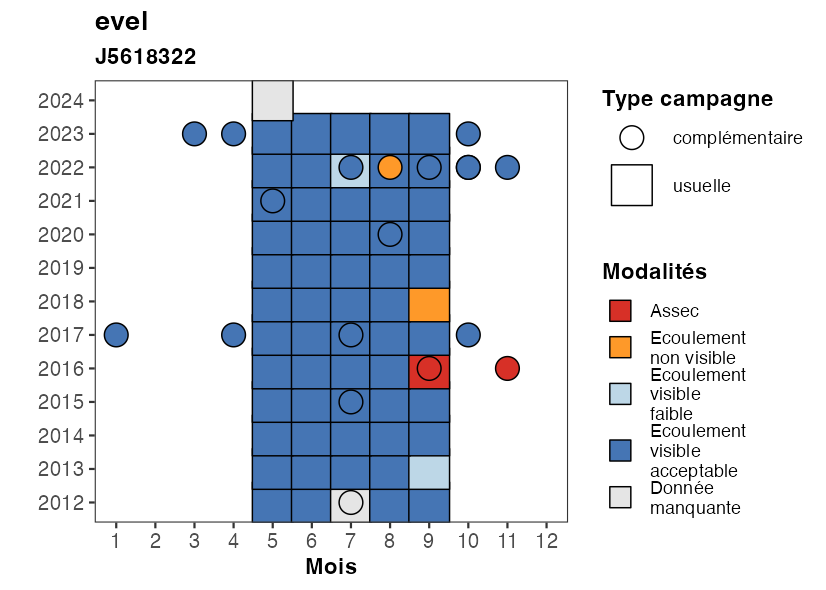 evel
J5618322
2024
2023
2022
2021
2020
2019
2018
2017
2016
2015
2014
2013
2012
1 2 3 4 5 6 7 8 9 10 11 12
Mois
Type campagne
complémentaire
usuelle
Modalités
Assec
Ecoulement
non visible
Ecoulement
visible
faible
Ecoulement
visible
acceptable
Donnée
manquante